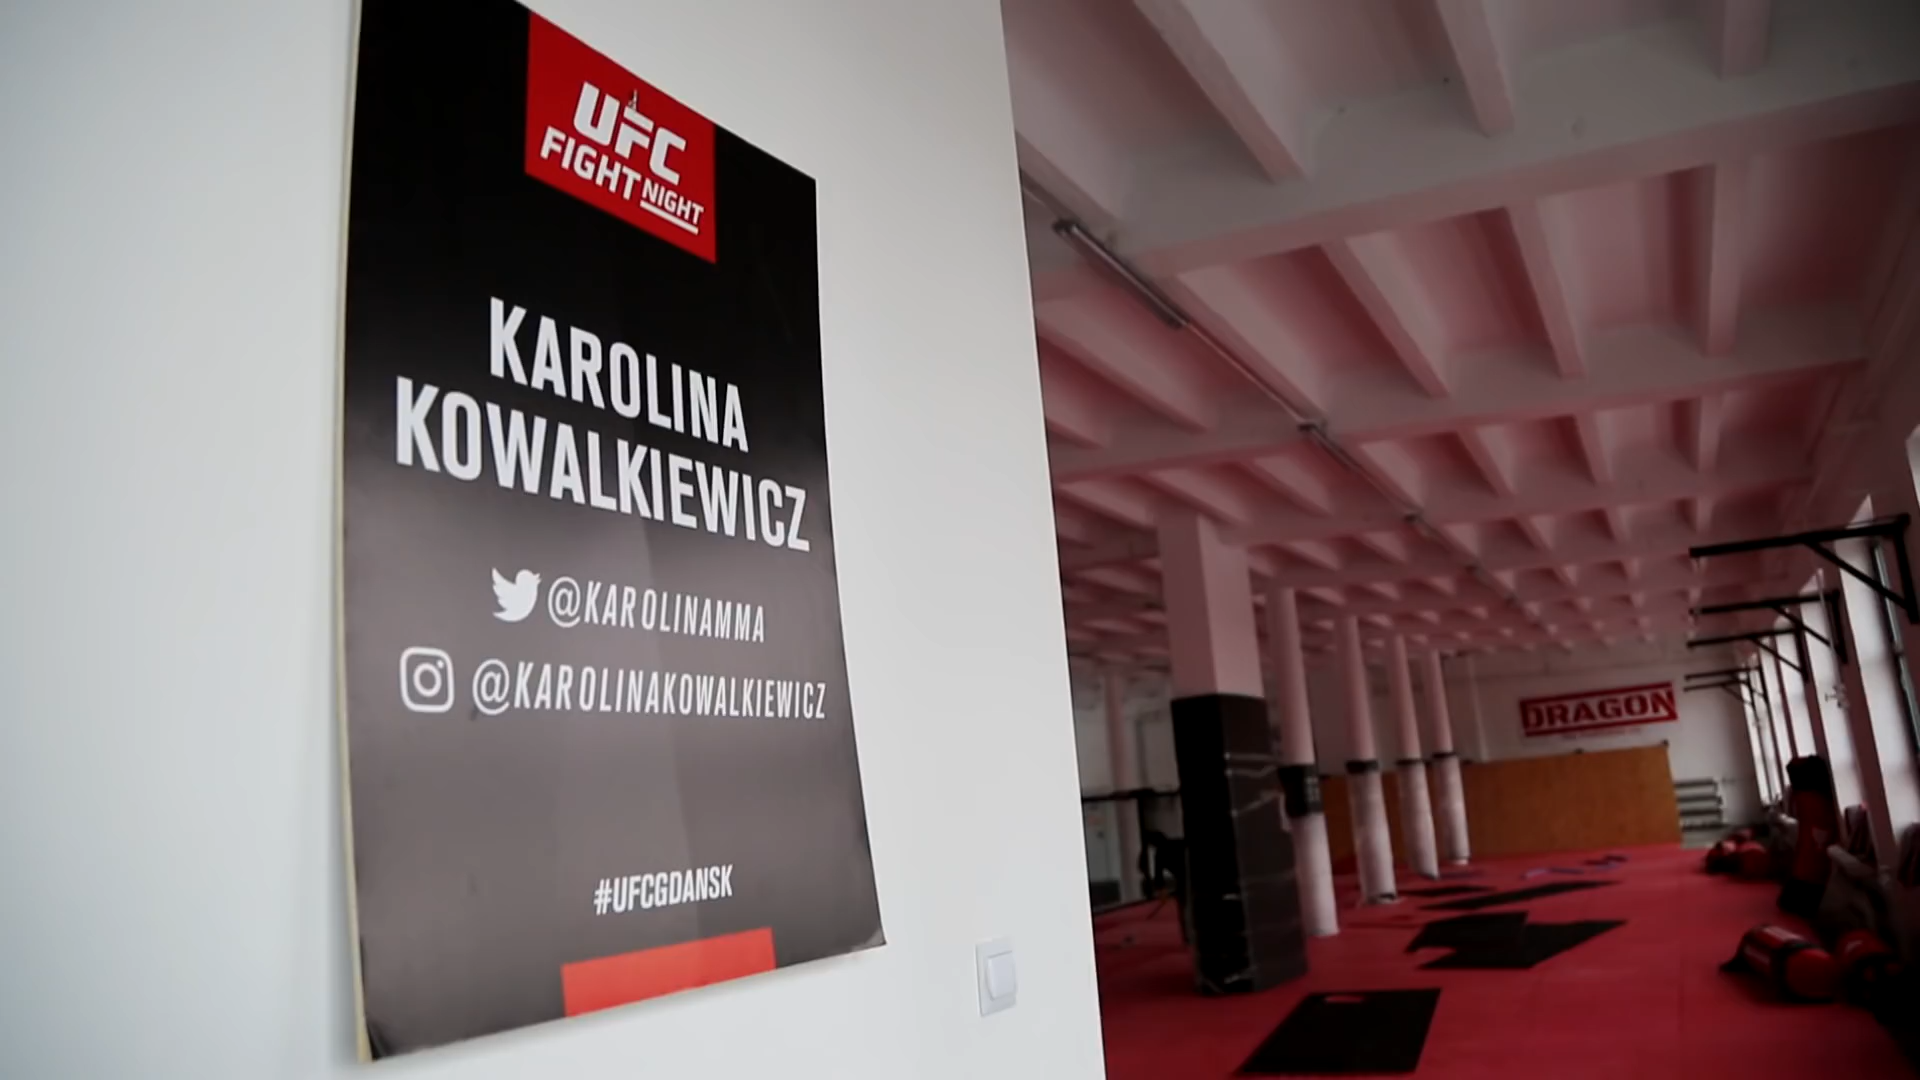 UFC
FIGHT NIGHT
KAROLINA
KOWALKIEWICZ
@KAROLINAMMA
@KAROLINAKOWALKIEWICZ
#UFCGDANSK
DRAGON